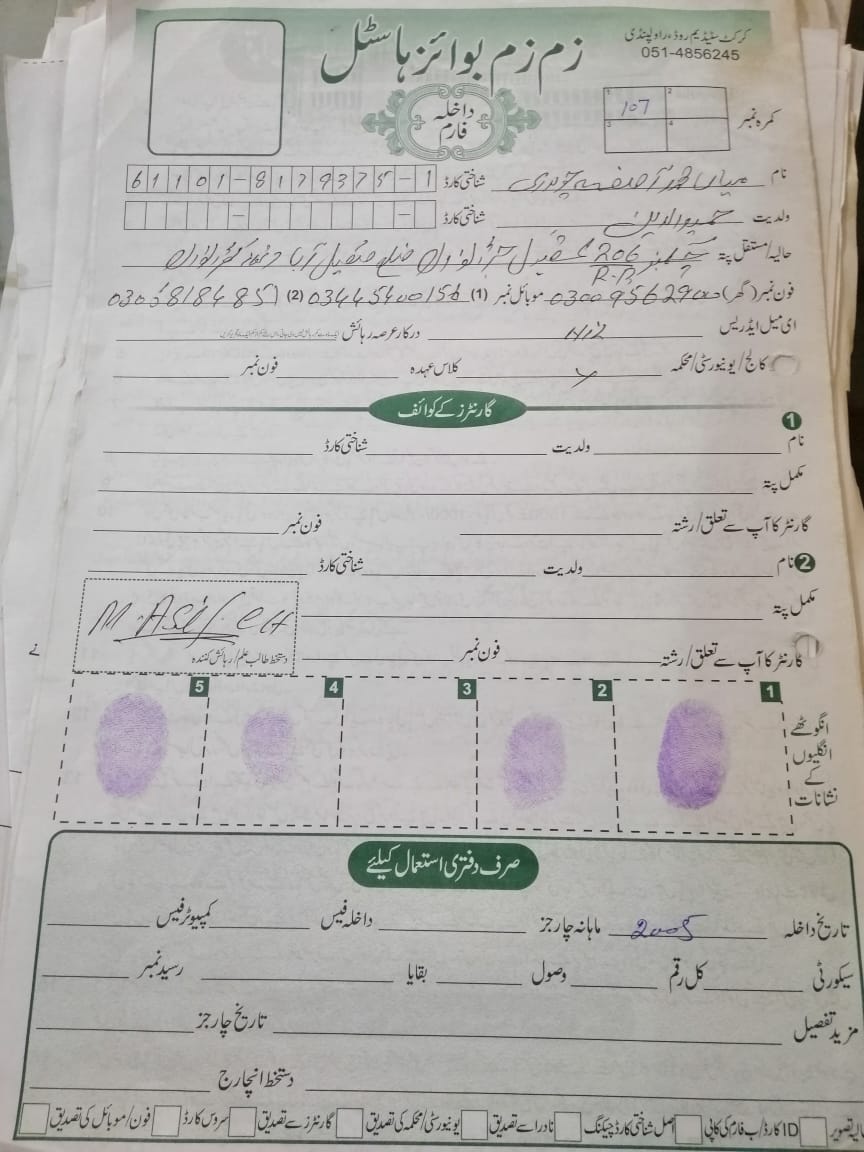 زم زم بوائز ہاسٹل
کرکٹ سٹیڈیم روڈ، راولپنڈی
051-4856245
داخلہ فارم
کمرہ نمبر 1 107 2 3 4
نام میاں محمد آصف چوہدری شناختی کارڈ 61101-8179375-1
ولدیت شناختی کارڈ
حالیہ/مستقل پتہ 206
R.B
فون نمبر (گھر) موبائل نمبر (1) 03445400156 (2) 03058184851
ای میل ایڈریس درکار عرصہ رہائش
کالج/یونیورسٹی/محکمہ کلاس عہدہ فون نمبر
گارنٹرز کے کوائف
1
نام ولدیت شناختی کارڈ
مکمل پتہ
گارنٹر کا آپ سے تعلق/رشتہ فون نمبر
2 نام ولدیت شناختی کارڈ
مکمل پتہ
M. Asif ch
گارنٹر کا آپ سے تعلق/رشتہ فون نمبر
دستخط طالب علم/رہائش کنندہ
1 2 3 4 5
انگوٹھے
انگلیوں
کے
نشانات
صرف دفتری استعمال کیلئے
تاریخ داخلہ 2005 ماہانہ چارجز داخلہ فیس کمپیوٹر فیس
سیکورٹی کل رقم وصول بقایا رسید نمبر
مزید تفصیل تاریخ چارجز
دستخط انچارج
تصویر ID کارڈ/ب فارم کی کاپی اصل شناختی کارڈ چیکنگ نادرا سے تصدیق یونیورسٹی/محکمہ کی تصدیق گارنٹرز سے تصدیق سروس کارڈ فون/موبائل کی تصدیق